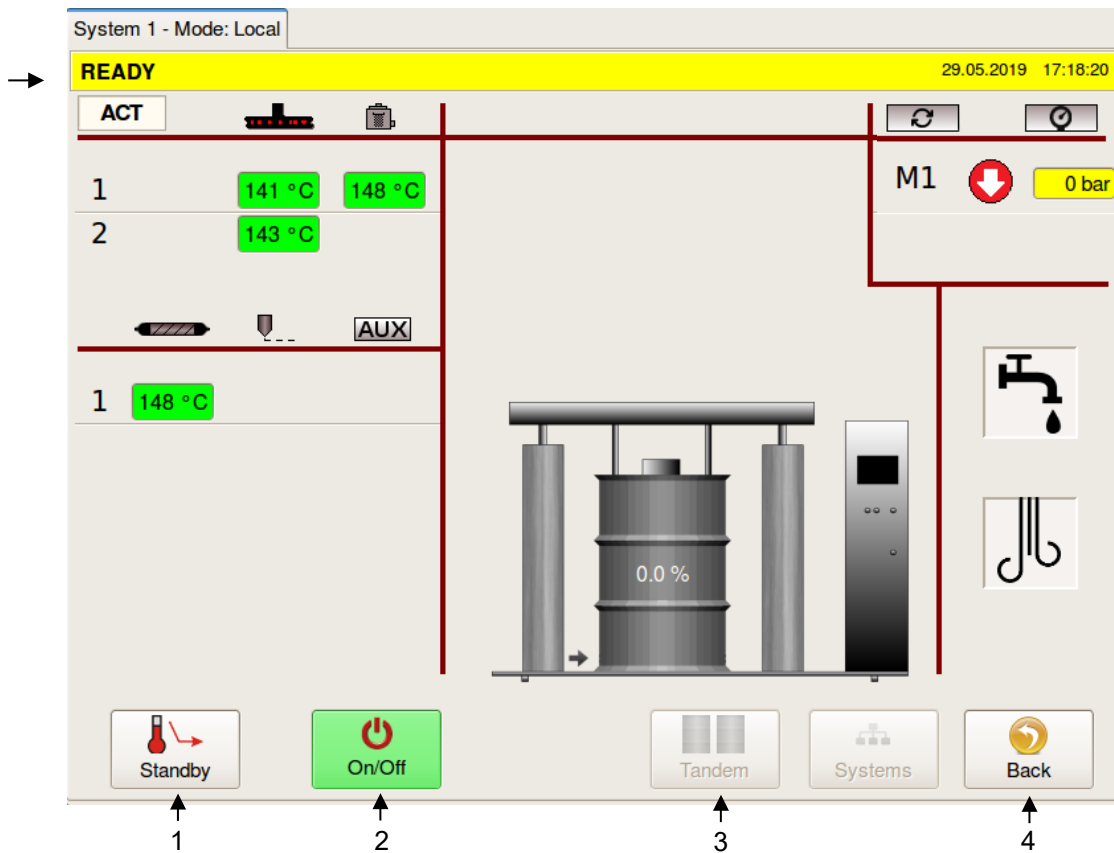 System 1 - Mode: Local
READY 29.05.2019 17:18:20
ACT
1 141 °C 148 °C
M1 0 bar
2 143 °C
AUX
1 148 °C
0.0 %
Standby On/Off Tandem Systems Back
1 2 3 4